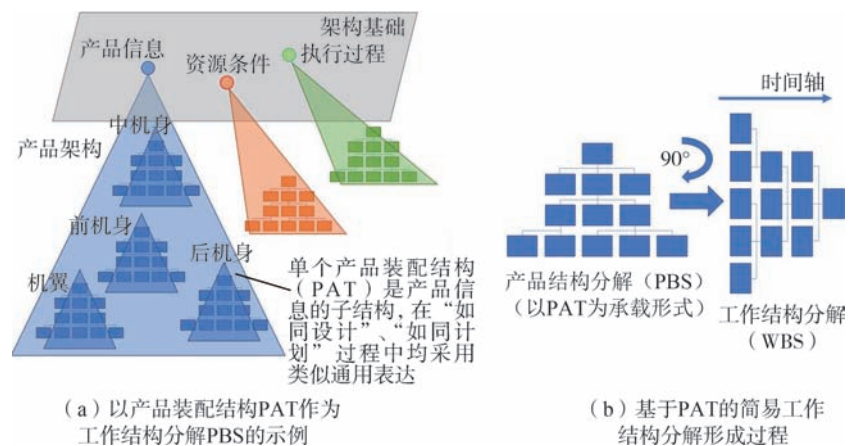 架构基础
产品信息
资源条件
执行过程
中机身
产品架构
前机身
后机身
机翼
单个产品装配结构
（PAT）是产品信
息的子结构，在“如
同设计”、“如同计
划”过程中均采用
类似通用表达
（a）以产品装配结构PAT作为
工作结构分解PBS的示例
时间轴
90°
产品结构分解（PBS）
（以PAT为承载形式）
工作结构分解
（WBS）
（b）基于PAT的简易工作
结构分解形成过程